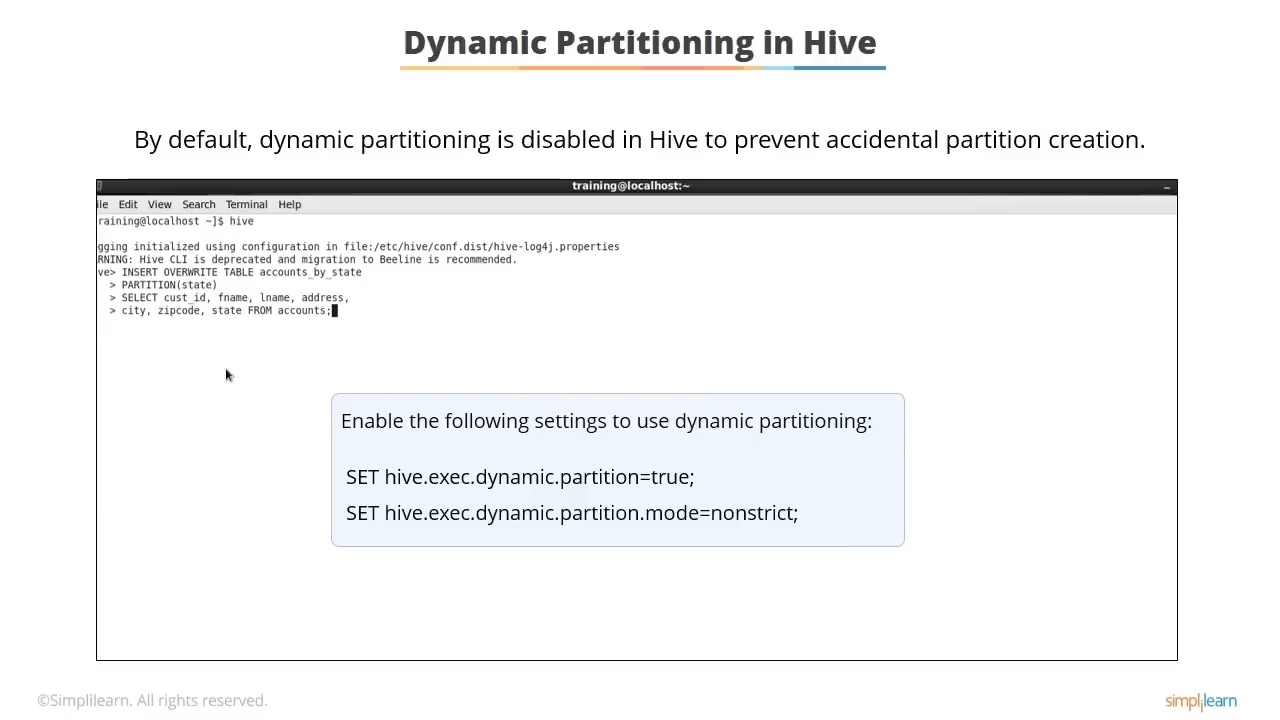 Dynamic Partitioning in Hive
By default, dynamic partitioning is disabled in Hive to prevent accidental partition creation.
training@localhost:~
ile Edit View Search Terminal Help
raining@localhost ~]$ hive
gging initialized using configuration in file:/etc/hive/conf.dist/hive-log4j.properties
RNING: Hive CLI is deprecated and migration to Beeline is recommended.
ve> INSERT OVERWRITE TABLE accounts_by_state
> PARTITION(state)
> SELECT cust_id, fname, lname, address,
> city, zipcode, state FROM accounts;
Enable the following settings to use dynamic partitioning:
SET hive.exec.dynamic.partition=true;
SET hive.exec.dynamic.partition.mode=nonstrict;
©Simplilearn. All rights reserved.
simplilearn